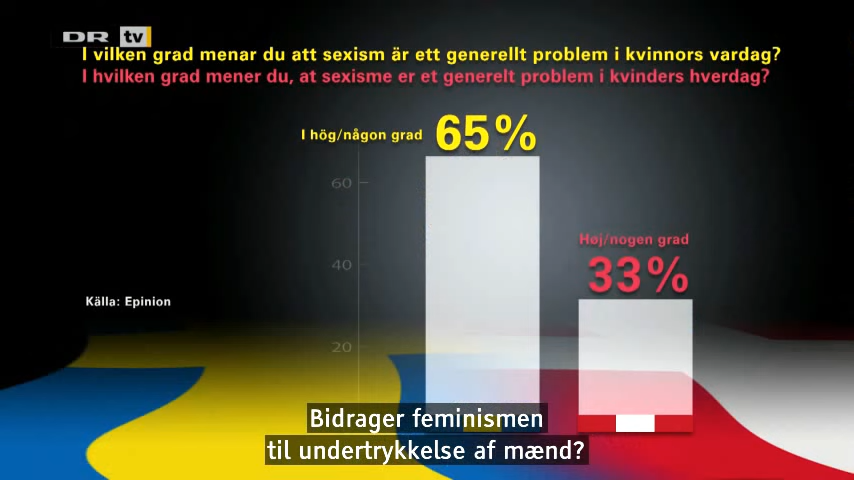 DR tv
I vilken grad menar du att sexism är ett generellt problem i kvinnors vardag?
I hvilken grad mener du, at sexisme er et generelt problem i kvinders hverdag?
I hög/någon grad 65%
60
Høj/nogen grad
33%
40
Källa: Epinion
20
Bidrager feminismen
til undertrykkelse af mænd?